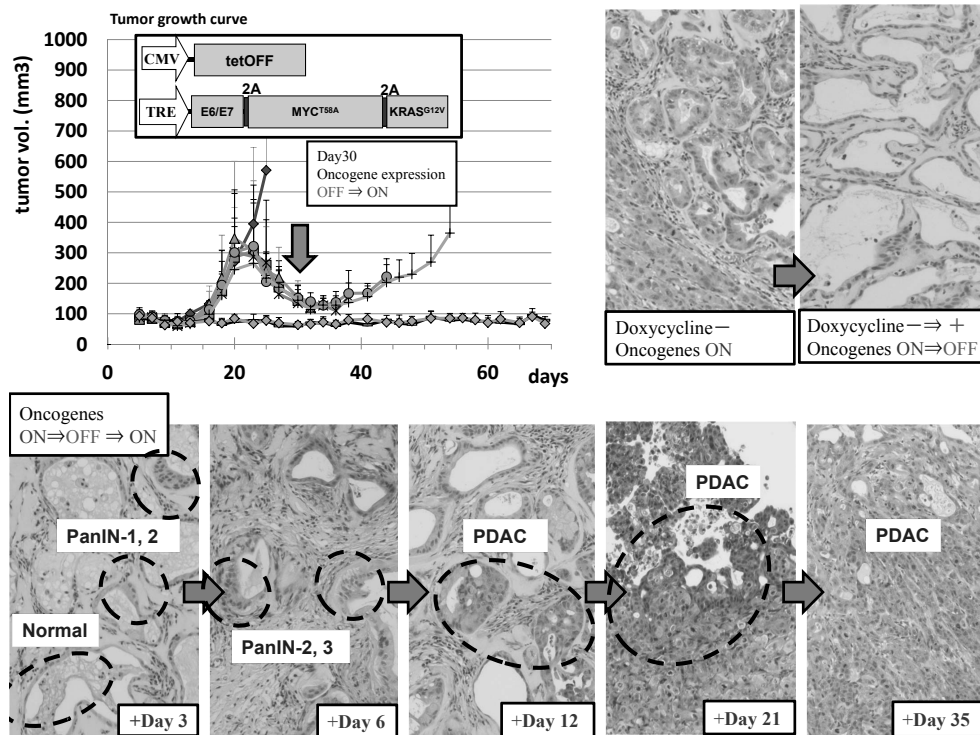 Tumor growth curve
tumor vol. (mm3)
1000
900
800
700
600
500
400
300
200
100
0
0
20
40
60
days
CMV
tetOFF
2A
2A
TRE
E6/E7
MYCᵀ⁵⁸ᴬ
KRASᴳ¹²ⱽ
Day30
Oncogene expression
OFF ⇒ ON
Doxycycline－
Oncogenes ON
Doxycycline－⇒ +
Oncogenes ON⇒OFF
Oncogenes
ON⇒OFF ⇒ ON
PanIN-1, 2
Normal
+Day 3
PanIN-2, 3
+Day 6
PDAC
+Day 12
PDAC
+Day 21
PDAC
+Day 35